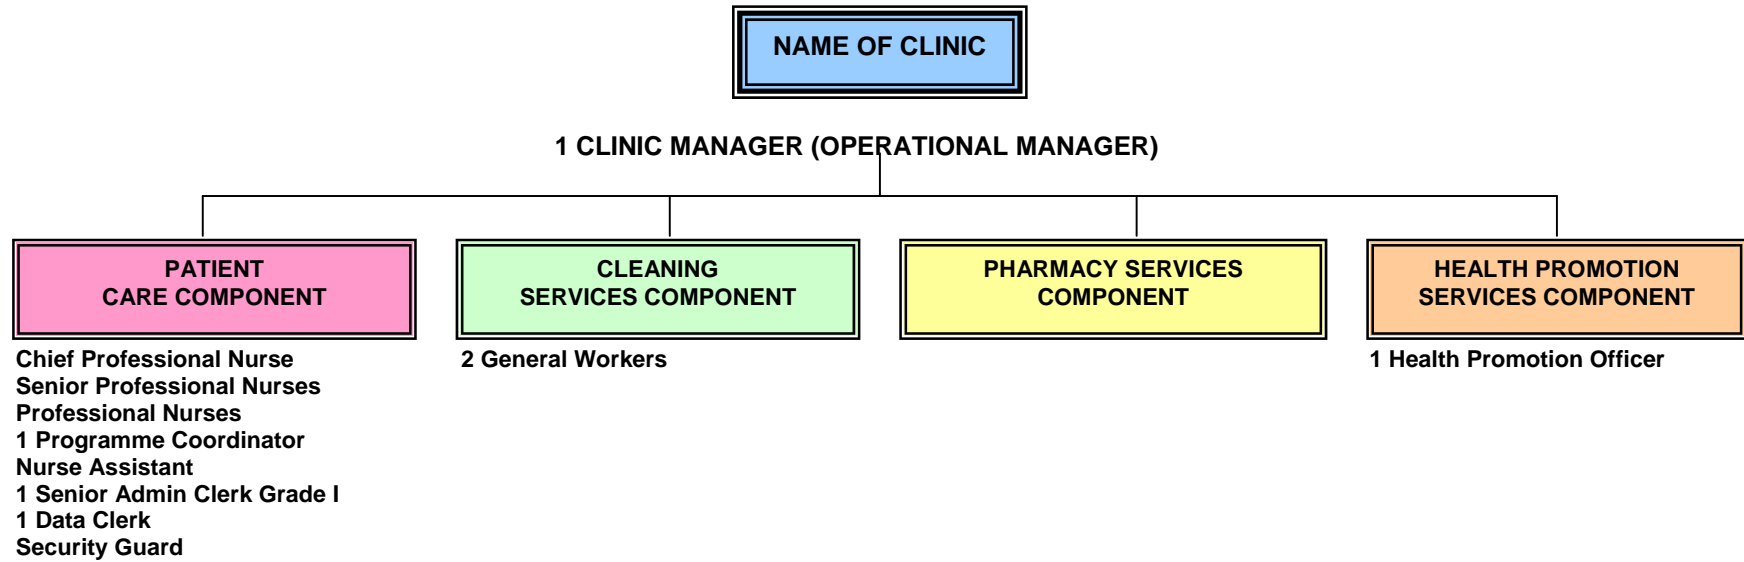 NAME OF CLINIC
1 CLINIC MANAGER (OPERATIONAL MANAGER)
PATIENT
CARE COMPONENT
CLEANING
SERVICES COMPONENT
PHARMACY SERVICES
COMPONENT
HEALTH PROMOTION
SERVICES COMPONENT
Chief Professional Nurse
Senior Professional Nurses
Professional Nurses
1 Programme Coordinator
Nurse Assistant
1 Senior Admin Clerk Grade I
1 Data Clerk
Security Guard
2 General Workers
1 Health Promotion Officer